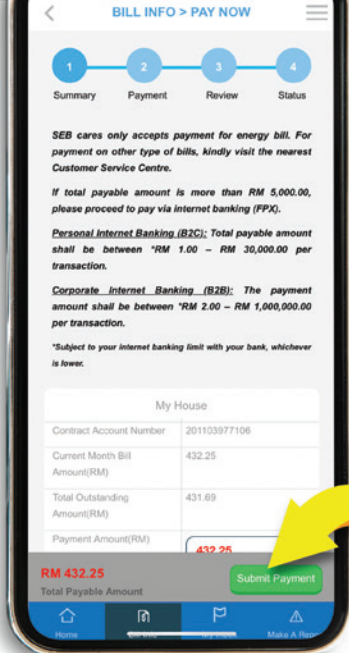 BILL INFO > PAY NOW
1 2 3 4
Summary Payment Review Status
SEB cares only accepts payment for energy bill. For
payment on other type of bills, kindly visit the nearest
Customer Service Centre.
If total payable amount is more than RM 5,000.00,
please proceed to pay via internet banking (FPX).
Personal Internet Banking (B2C): Total payable amount
shall be between *RM 1.00 – RM 30,000.00 per
transaction.
Corporate Internet Banking (B2B): The payment
amount shall be between *RM 2.00 – RM 1,000,000.00
per transaction.
*Subject to your internet banking limit with your bank, whichever
is lower.
My House
Contract Account Number 201103977106
Current Month Bill 432.25
Amount(RM)
Total Outstanding 431.69
Amount(RM)
Payment Amount(RM) 432.25
RM 432.25
Total Payable Amount
Submit Payment
Home Make A